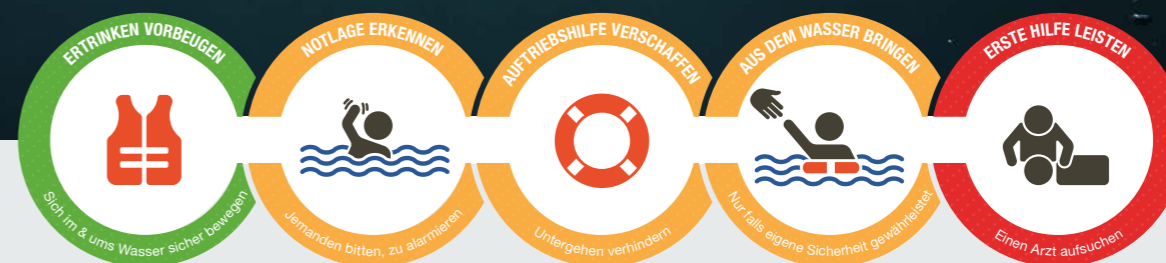 ERTRINKEN VORBEUGEN
Sich im & ums Wasser sicher bewegen
NOTLAGE ERKENNEN
Jemanden bitten, zu alarmieren
AUFTRIEBSHILFE VERSCHAFFEN
Untergehen verhindern
AUS DEM WASSER BRINGEN
Nur falls eigene Sicherheit gewährleistet
ERSTE HILFE LEISTEN
Einen Arzt aufsuchen